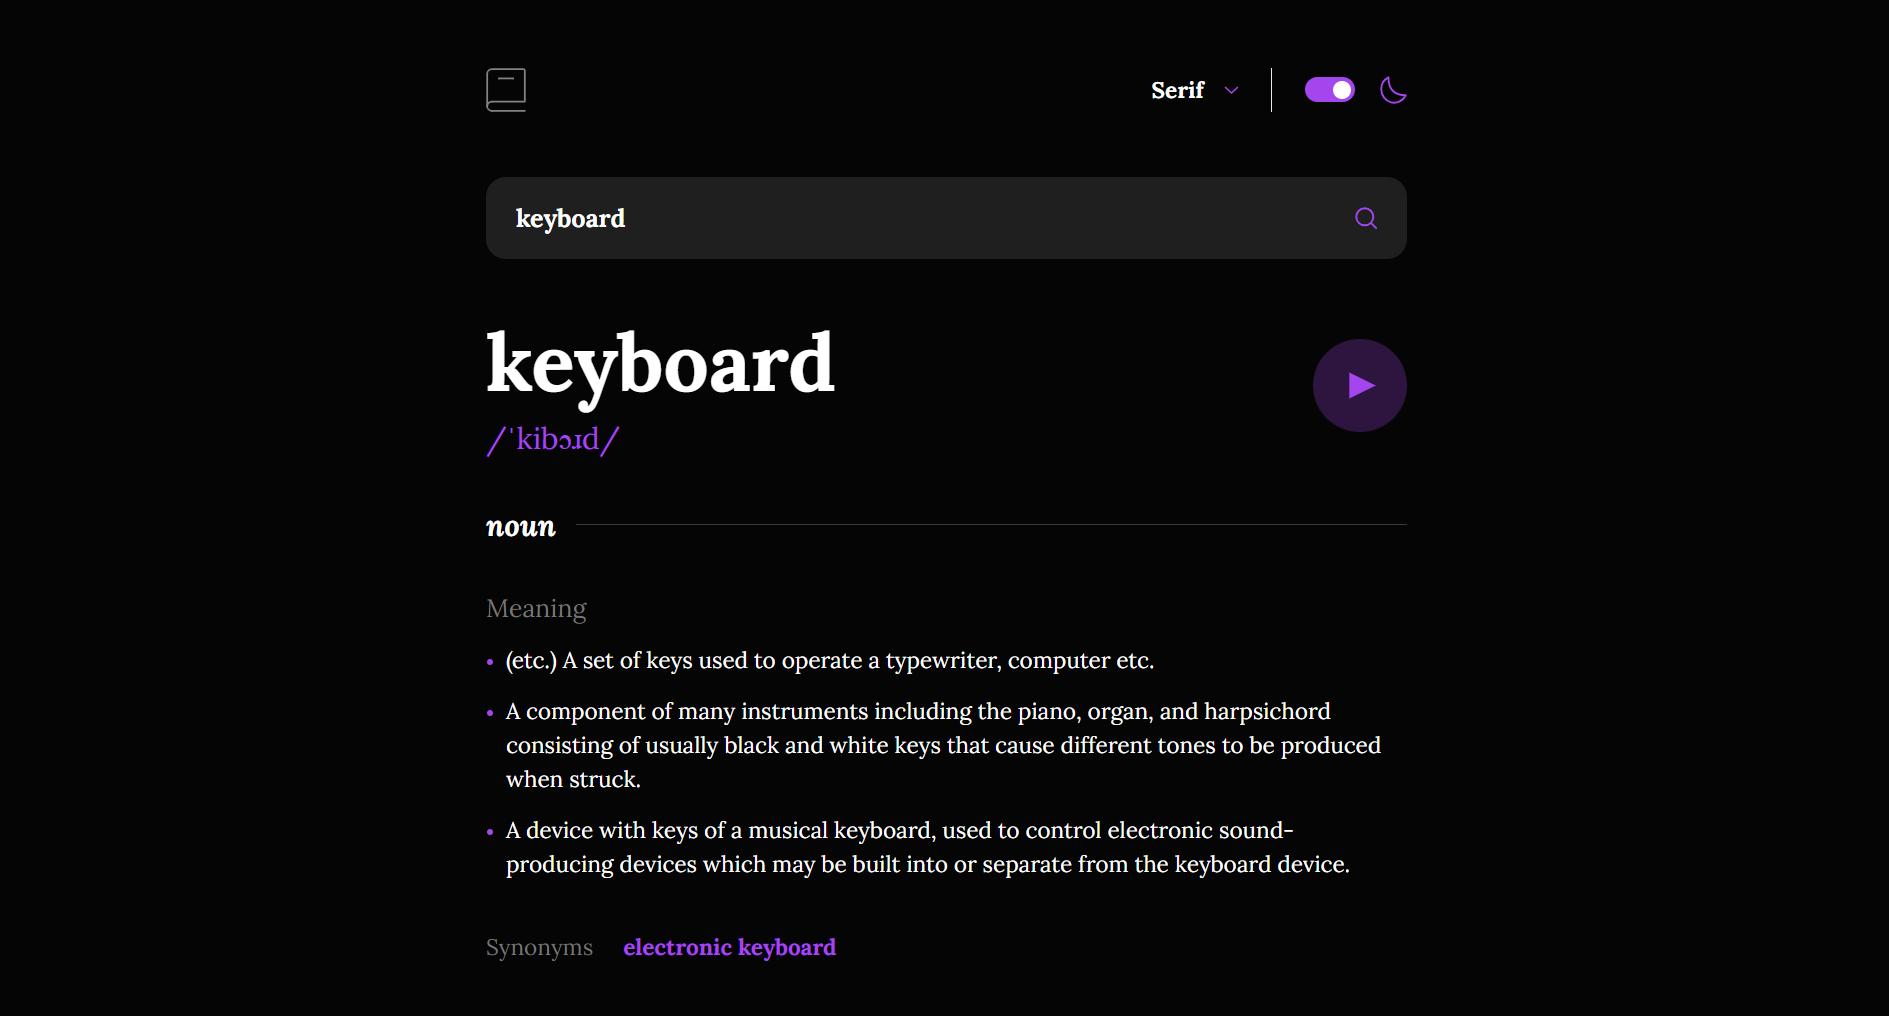 Serif
keyboard
keyboard
/ˈkibɔɹd/
noun
Meaning
(etc.) A set of keys used to operate a typewriter, computer etc.
A component of many instruments including the piano, organ, and harpsichord
consisting of usually black and white keys that cause different tones to be produced
when struck.
A device with keys of a musical keyboard, used to control electronic sound-
producing devices which may be built into or separate from the keyboard device.
Synonyms electronic keyboard